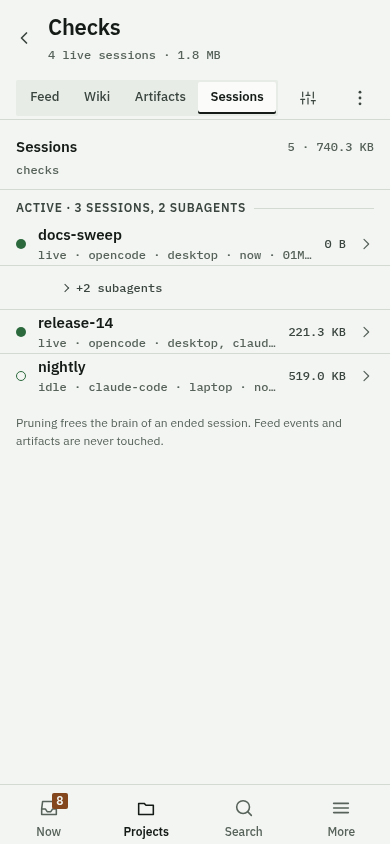 Checks
4 live sessions · 1.8 MB
Feed
Wiki
Artifacts
Sessions
Sessions
5 · 740.3 KB
checks
ACTIVE · 3 SESSIONS, 2 SUBAGENTS
docs-sweep
live · opencode · desktop · now · 01M…
0 B
+2 subagents
release-14
live · opencode · desktop, claud…
221.3 KB
nightly
idle · claude-code · laptop · no…
519.0 KB
Pruning frees the brain of an ended session. Feed events and
artifacts are never touched.
8
Now
Projects
Search
More